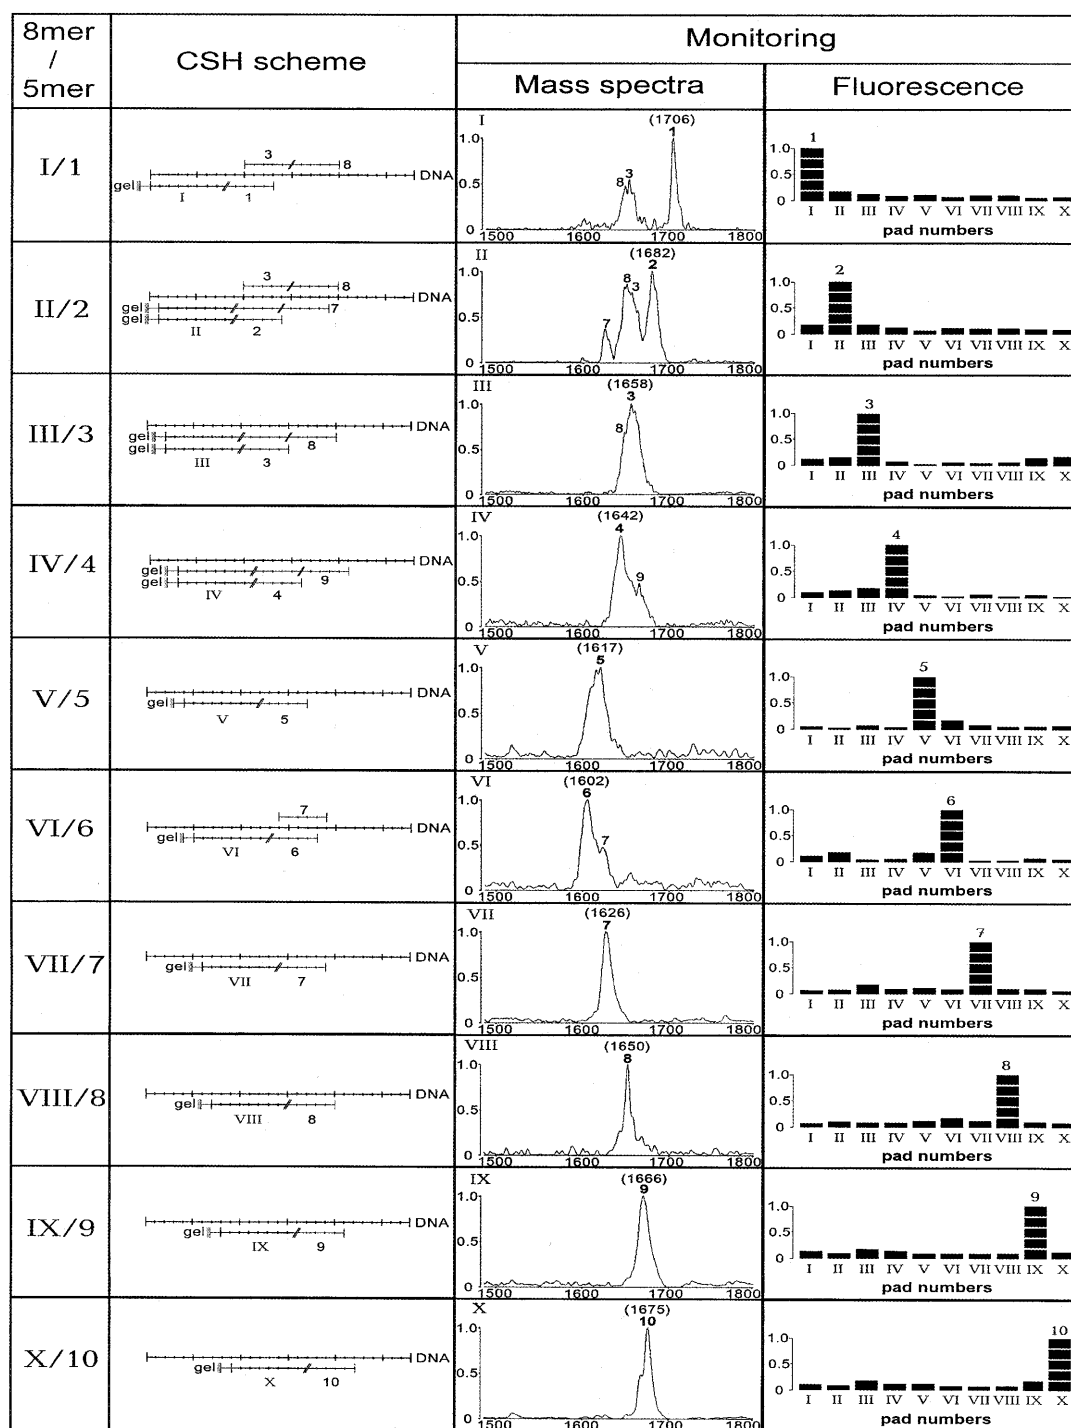 8mer / 5mer
CSH scheme
Monitoring
Mass spectra
Fluorescence
I/1
3
8
DNA
gel
I
1
I
(1706)
1
8
3
1.0
0.5
0
1500 1600 1700 1800
1
1.0
0.5
0
I II III IV V VI VII VIII IX X
pad numbers
II/2
3
8
DNA
gel
7
gel
II
2
II
(1682)
2
8
3
7
1.0
0.5
0
1500 1600 1700 1800
2
1.0
0.5
0
I II III IV V VI VII VIII IX X
pad numbers
III/3
DNA
gel
8
gel
III
3
III
(1658)
3
8
1.0
0.5
0
1500 1600 1700 1800
3
1.0
0.5
0
I II III IV V VI VII VIII IX X
pad numbers
IV/4
DNA
gel
9
gel
IV
4
IV
(1642)
4
9
1.0
0.5
0
1500 1600 1700 1800
4
1.0
0.5
0
I II III IV V VI VII VIII IX X
pad numbers
V/5
DNA
gel
V
5
V
(1617)
5
1.0
0.5
0
1500 1600 1700 1800
5
1.0
0.5
0
I II III IV V VI VII VIII IX X
pad numbers
VI/6
7
DNA
gel
VI
6
VI
(1602)
6
7
1.0
0.5
0
1500 1600 1700 1800
6
1.0
0.5
0
I II III IV V VI VII VIII IX X
pad numbers
VII/7
DNA
gel
VII
7
VII
(1626)
7
1.0
0.5
0
1500 1600 1700 1800
7
1.0
0.5
0
I II III IV V VI VII VIII IX X
pad numbers
VIII/8
DNA
gel
VIII
8
VIII
(1650)
8
1.0
0.5
0
1500 1600 1700 1800
8
1.0
0.5
0
I II III IV V VI VII VIII IX X
pad numbers
IX/9
DNA
gel
IX
9
IX
(1666)
9
1.0
0.5
0
1500 1600 1700 1800
9
1.0
0.5
0
I II III IV V VI VII VIII IX X
pad numbers
X/10
DNA
gel
X
10
X
(1675)
10
1.0
0.5
0
1500 1600 1700 1800
10
1.0
0.5
0
I II III IV V VI VII VIII IX X
pad numbers